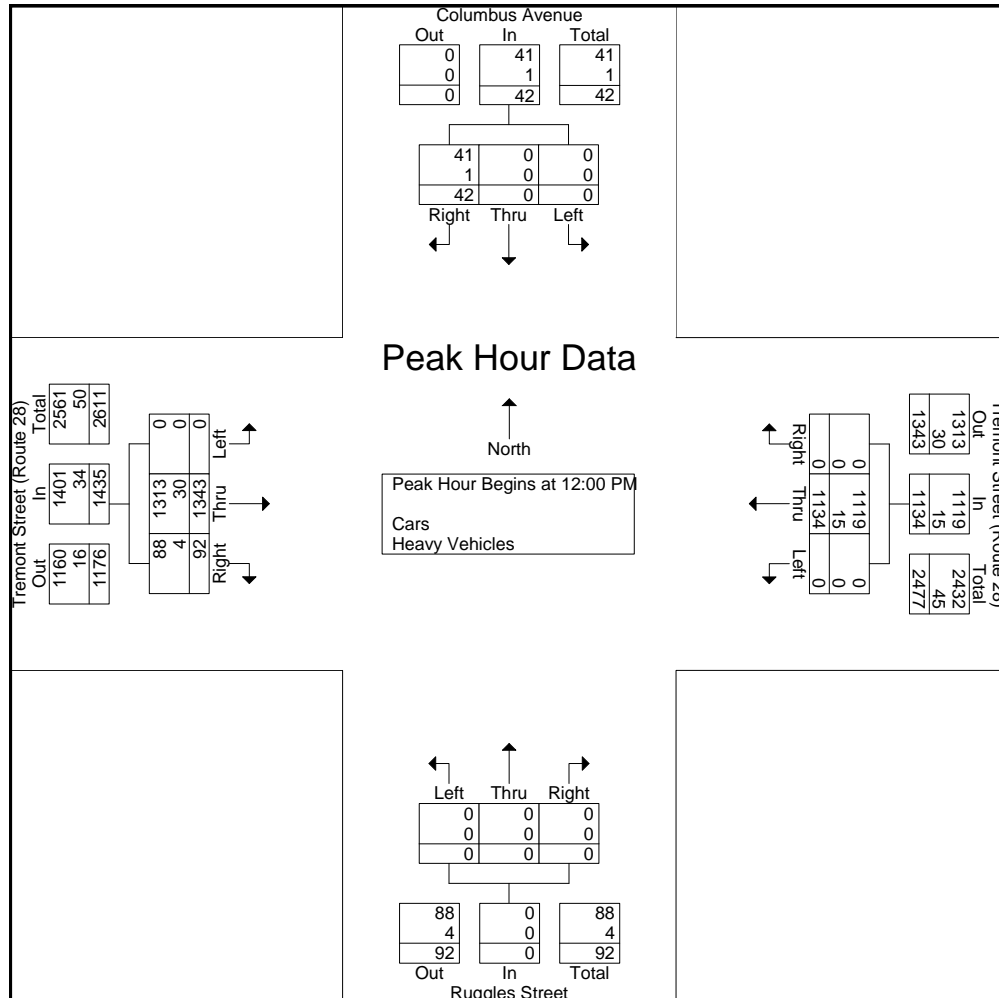 Columbus Avenue
Out In Total
0 41 41
0 1 1
0 42 42
41 0 0
1 0 0
42 0 0
Right Thru Left
Peak Hour Data
North
Peak Hour Begins at 12:00 PM
Cars
Heavy Vehicles
Tremont Street (Route 28)
Out In Total
1160 1401 2561
16 34 50
1176 1435 2611
88 1313 0
4 30 0
92 1343 0
Right Thru Left
Tremont Street (Route 28)
Out In Total
1313 1119 2432
30 15 45
1343 1134 2477
0 1119 0
0 15 0
0 1134 0
Right Thru Left
Left Thru Right
0 0 0
0 0 0
0 0 0
88 0 88
4 0 4
92 0 92
Out In Total
Ruggles Street